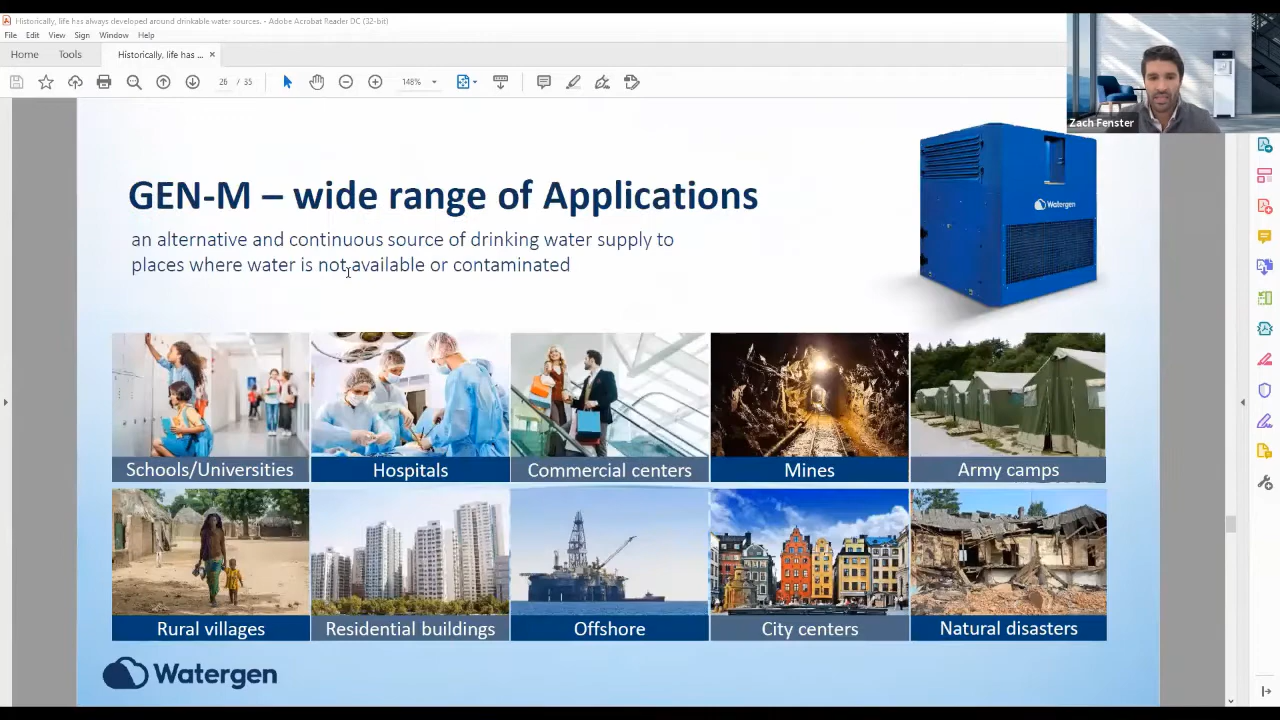 Historically, life has always developed around drinkable water sources. - Adobe Acrobat Reader DC (32-bit)
File Edit View Sign Window Help
Home Tools Historically, life has ... ×
26 / 35 148%
Zach Fenster
GEN-M – wide range of Applications
an alternative and continuous source of drinking water supply to
places where water is not available or contaminated
Watergen
Schools/Universities Hospitals Commercial centers Mines Army camps
Rural villages Residential buildings Offshore City centers Natural disasters
Watergen